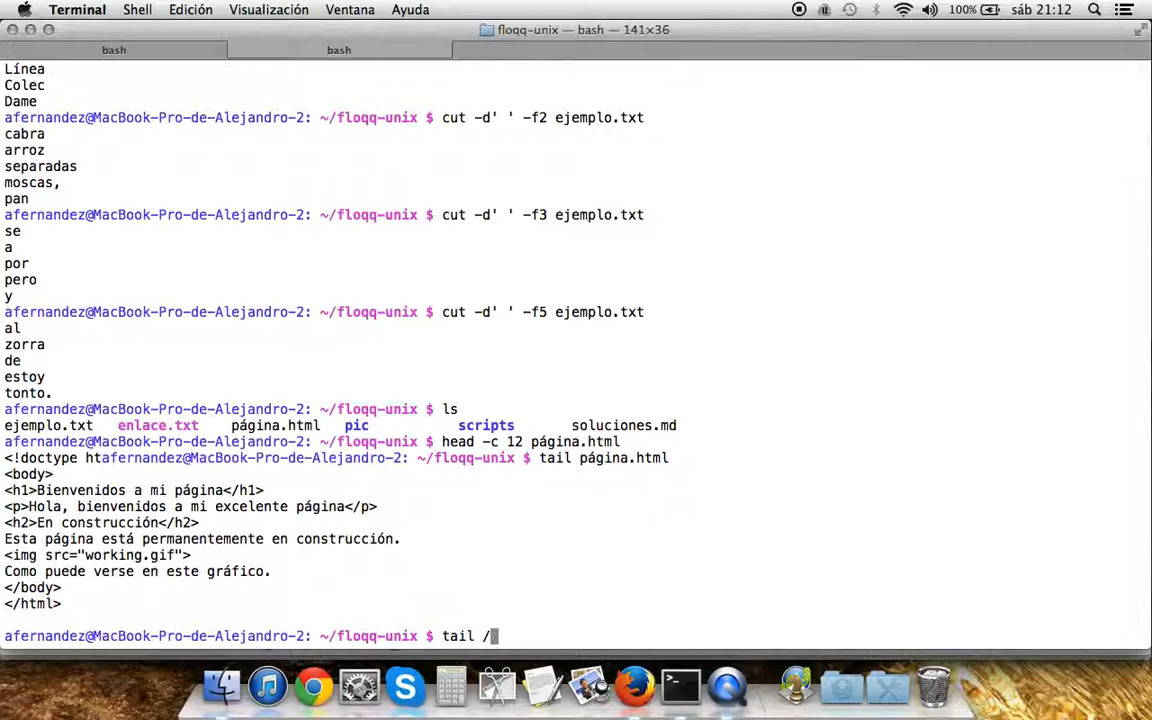 Terminal Shell Edición Visualización Ventana Ayuda 100% sáb 21:12
floqq-unix — bash — 141×36
bash bash
Línea
Colec
Dame
afernandez@MacBook-Pro-de-Alejandro-2: ~/floqq-unix $ cut -d' ' -f2 ejemplo.txt
cabra
arroz
separadas
moscas,
pan
afernandez@MacBook-Pro-de-Alejandro-2: ~/floqq-unix $ cut -d' ' -f3 ejemplo.txt
se
a
por
pero
y
afernandez@MacBook-Pro-de-Alejandro-2: ~/floqq-unix $ cut -d' ' -f5 ejemplo.txt
al
zorra
de
estoy
tonto.
afernandez@MacBook-Pro-de-Alejandro-2: ~/floqq-unix $ ls
ejemplo.txt enlace.txt página.html pic scripts soluciones.md
afernandez@MacBook-Pro-de-Alejandro-2: ~/floqq-unix $ head -c 12 página.html
<!doctype htafernandez@MacBook-Pro-de-Alejandro-2: ~/floqq-unix $ tail página.html
<body>
<h1>Bienvenidos a mi página</h1>
<p>Hola, bienvenidos a mi excelente página</p>
<h2>En construcción</h2>
Esta página está permanentemente en construcción.
<img src="working.gif">
Como puede verse en este gráfico.
</body>
</html>
afernandez@MacBook-Pro-de-Alejandro-2: ~/floqq-unix $ tail /